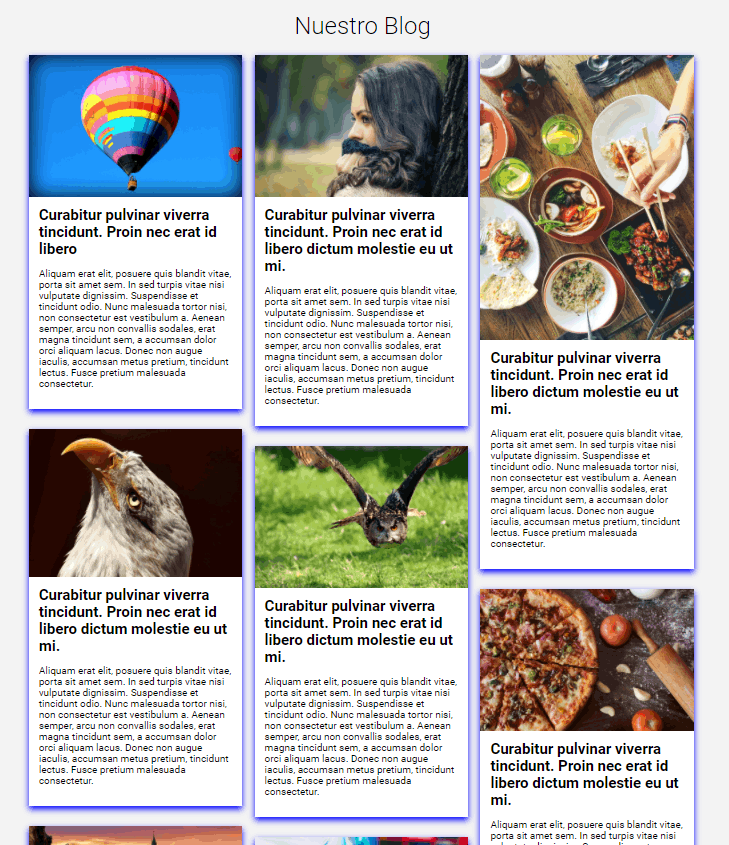 Nuestro Blog
Curabitur pulvinar viverra
tincidunt. Proin nec erat id
libero
Aliquam erat elit, posuere quis blandit vitae,
porta sit amet sem. In sed turpis vitae nisi
vulputate dignissim. Suspendisse et
tincidunt odio. Nunc malesuada tortor nisi,
non consectetur est vestibulum a. Aenean
semper, arcu non convallis sodales, erat
magna tincidunt sem, a accumsan dolor
orci aliquam lacus. Donec non augue
iaculis, accumsan metus pretium, tincidunt
lectus. Fusce pretium malesuada
consectetur.
Curabitur pulvinar viverra
tincidunt. Proin nec erat id
libero dictum molestie eu ut
mi.
Aliquam erat elit, posuere quis blandit vitae,
porta sit amet sem. In sed turpis vitae nisi
vulputate dignissim. Suspendisse et
tincidunt odio. Nunc malesuada tortor nisi,
non consectetur est vestibulum a. Aenean
semper, arcu non convallis sodales, erat
magna tincidunt sem, a accumsan dolor
orci aliquam lacus. Donec non augue
iaculis, accumsan metus pretium, tincidunt
lectus. Fusce pretium malesuada
consectetur.
Curabitur pulvinar viverra
tincidunt. Proin nec erat id
libero dictum molestie eu ut
mi.
Aliquam erat elit, posuere quis blandit vitae,
porta sit amet sem. In sed turpis vitae nisi
vulputate dignissim. Suspendisse et
tincidunt odio. Nunc malesuada tortor nisi,
non consectetur est vestibulum a. Aenean
semper, arcu non convallis sodales, erat
magna tincidunt sem, a accumsan dolor
orci aliquam lacus. Donec non augue
iaculis, accumsan metus pretium, tincidunt
lectus. Fusce pretium malesuada
consectetur.
Curabitur pulvinar viverra
tincidunt. Proin nec erat id
libero dictum molestie eu ut
mi.
Aliquam erat elit, posuere quis blandit vitae,
porta sit amet sem. In sed turpis vitae nisi
vulputate dignissim. Suspendisse et
tincidunt odio. Nunc malesuada tortor nisi,
non consectetur est vestibulum a. Aenean
semper, arcu non convallis sodales, erat
magna tincidunt sem, a accumsan dolor
orci aliquam lacus. Donec non augue
iaculis, accumsan metus pretium, tincidunt
lectus. Fusce pretium malesuada
consectetur.
Curabitur pulvinar viverra
tincidunt. Proin nec erat id
libero dictum molestie eu ut
mi.
Aliquam erat elit, posuere quis blandit vitae,
porta sit amet sem. In sed turpis vitae nisi
vulputate dignissim. Suspendisse et
tincidunt odio. Nunc malesuada tortor nisi,
non consectetur est vestibulum a. Aenean
semper, arcu non convallis sodales, erat
magna tincidunt sem, a accumsan dolor
orci aliquam lacus. Donec non augue
iaculis, accumsan metus pretium, tincidunt
lectus. Fusce pretium malesuada
consectetur.
Curabitur pulvinar viverra
tincidunt. Proin nec erat id
libero dictum molestie eu ut
mi.
Aliquam erat elit, posuere quis blandit vitae,